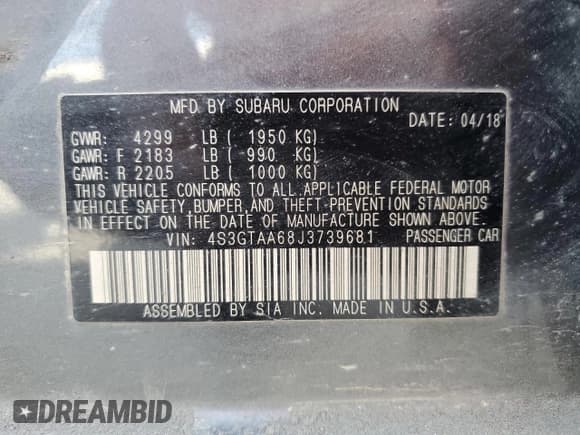 MFD BY SUBARU CORPORATION
DATE: 04/18
GVWR: 4299 LB ( 1950 KG)
GAWR: F 2183 LB ( 990 KG)
GAWR: R 2205 LB ( 1000 KG)
THIS VEHICLE CONFORMS TO ALL APPLICABLE FEDERAL MOTOR
VEHICLE SAFETY, BUMPER, AND THEFT PREVENTION STANDARDS
IN EFFECT ON THE DATE OF MANUFACTURE SHOWN ABOVE.
VIN: 4S3GTAA68J3739681 PASSENGER CAR
ASSEMBLED BY SIA INC. MADE IN U.S.A.
DREAMBID